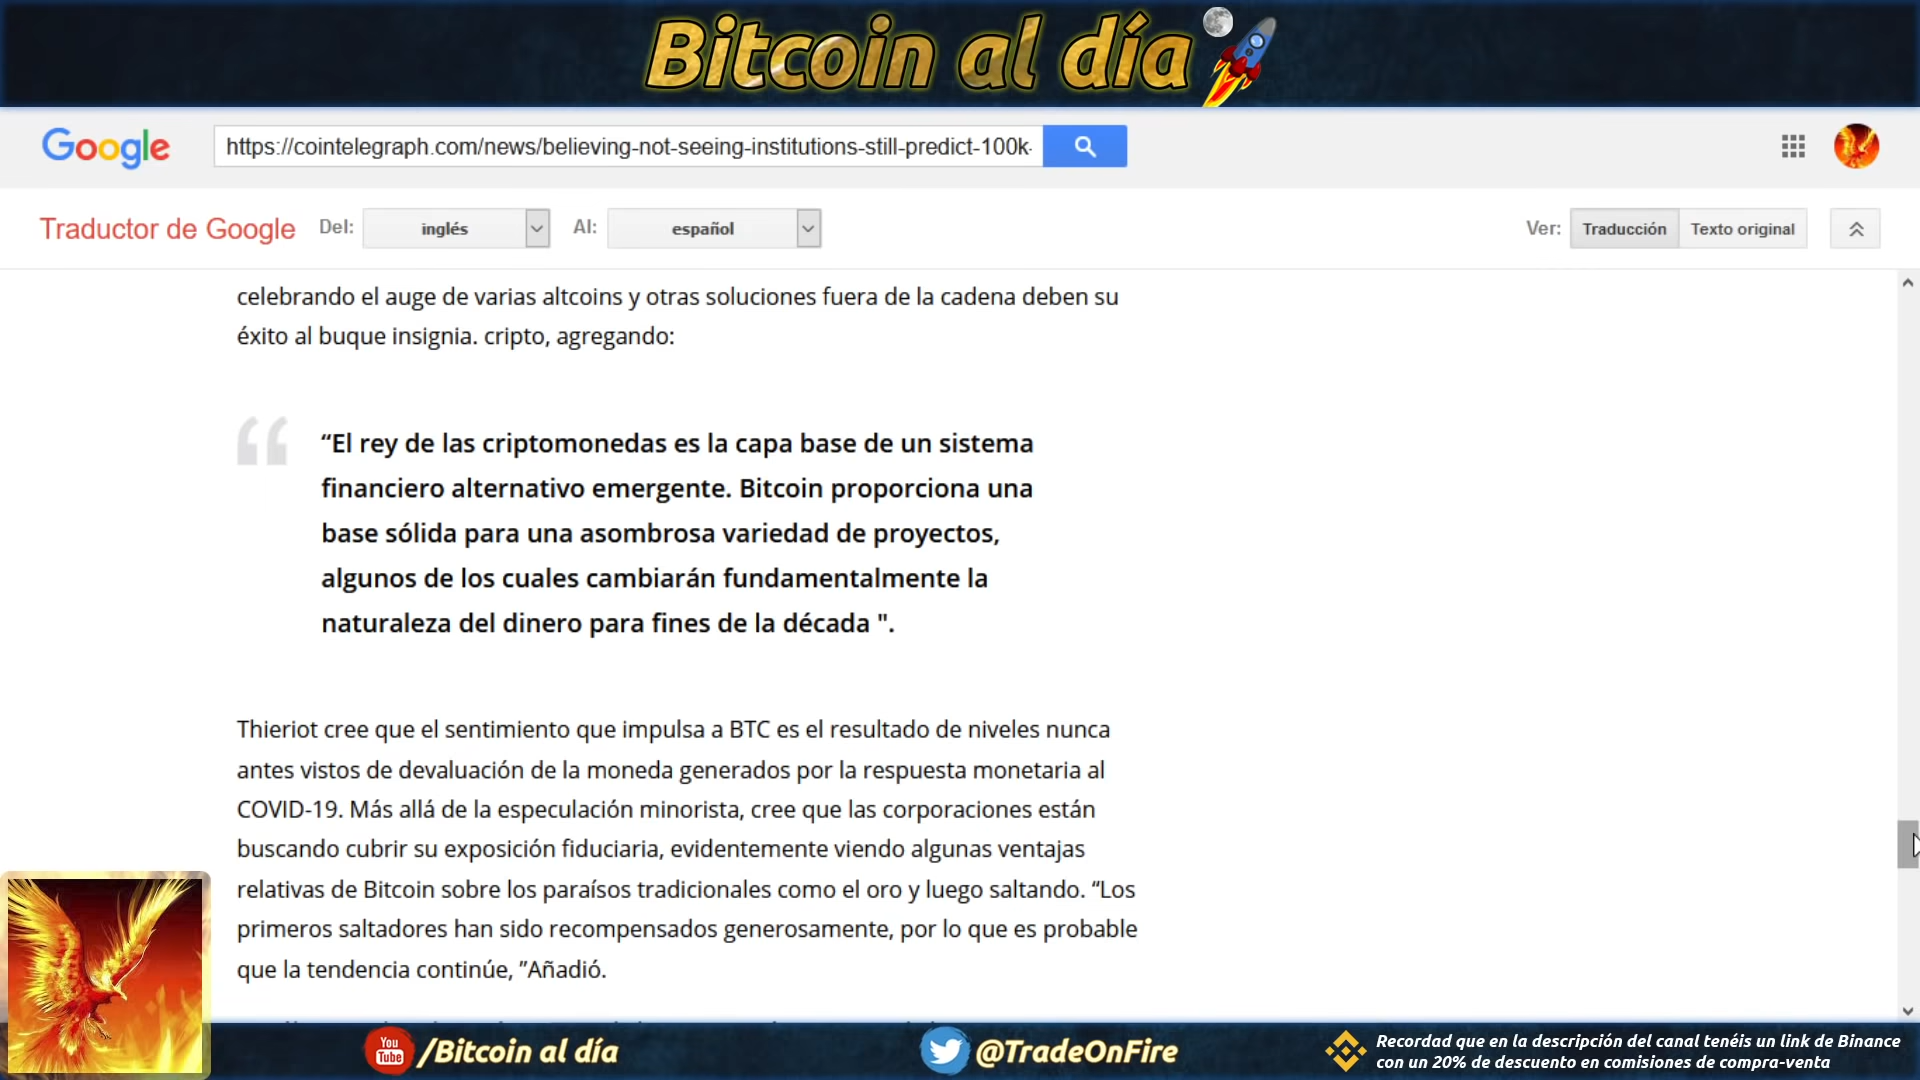 Bitcoin al día
Google
https://cointelegraph.com/news/believing-not-seeing-institutions-still-predict-100k-
Traductor de Google
Del:
inglés
Al:
español
Ver:
Traducción
Texto original
celebrando el auge de varias altcoins y otras soluciones fuera de la cadena deben su
éxito al buque insignia. cripto, agregando:
“El rey de las criptomonedas es la capa base de un sistema
financiero alternativo emergente. Bitcoin proporciona una
base sólida para una asombrosa variedad de proyectos,
algunos de los cuales cambiarán fundamentalmente la
naturaleza del dinero para fines de la década ".
Thieriot cree que el sentimiento que impulsa a BTC es el resultado de niveles nunca
antes vistos de devaluación de la moneda generados por la respuesta monetaria al
COVID-19. Más allá de la especulación minorista, cree que las corporaciones están
buscando cubrir su exposición fiduciaria, evidentemente viendo algunas ventajas
relativas de Bitcoin sobre los paraísos tradicionales como el oro y luego saltando. “Los
primeros saltadores han sido recompensados generosamente, por lo que es probable
que la tendencia continúe, ”Añadió.
You
Tube
/Bitcoin al día
@TradeOnFire
Recordad que en la descripción del canal tenéis un link de Binance
con un 20% de descuento en comisiones de compra-venta